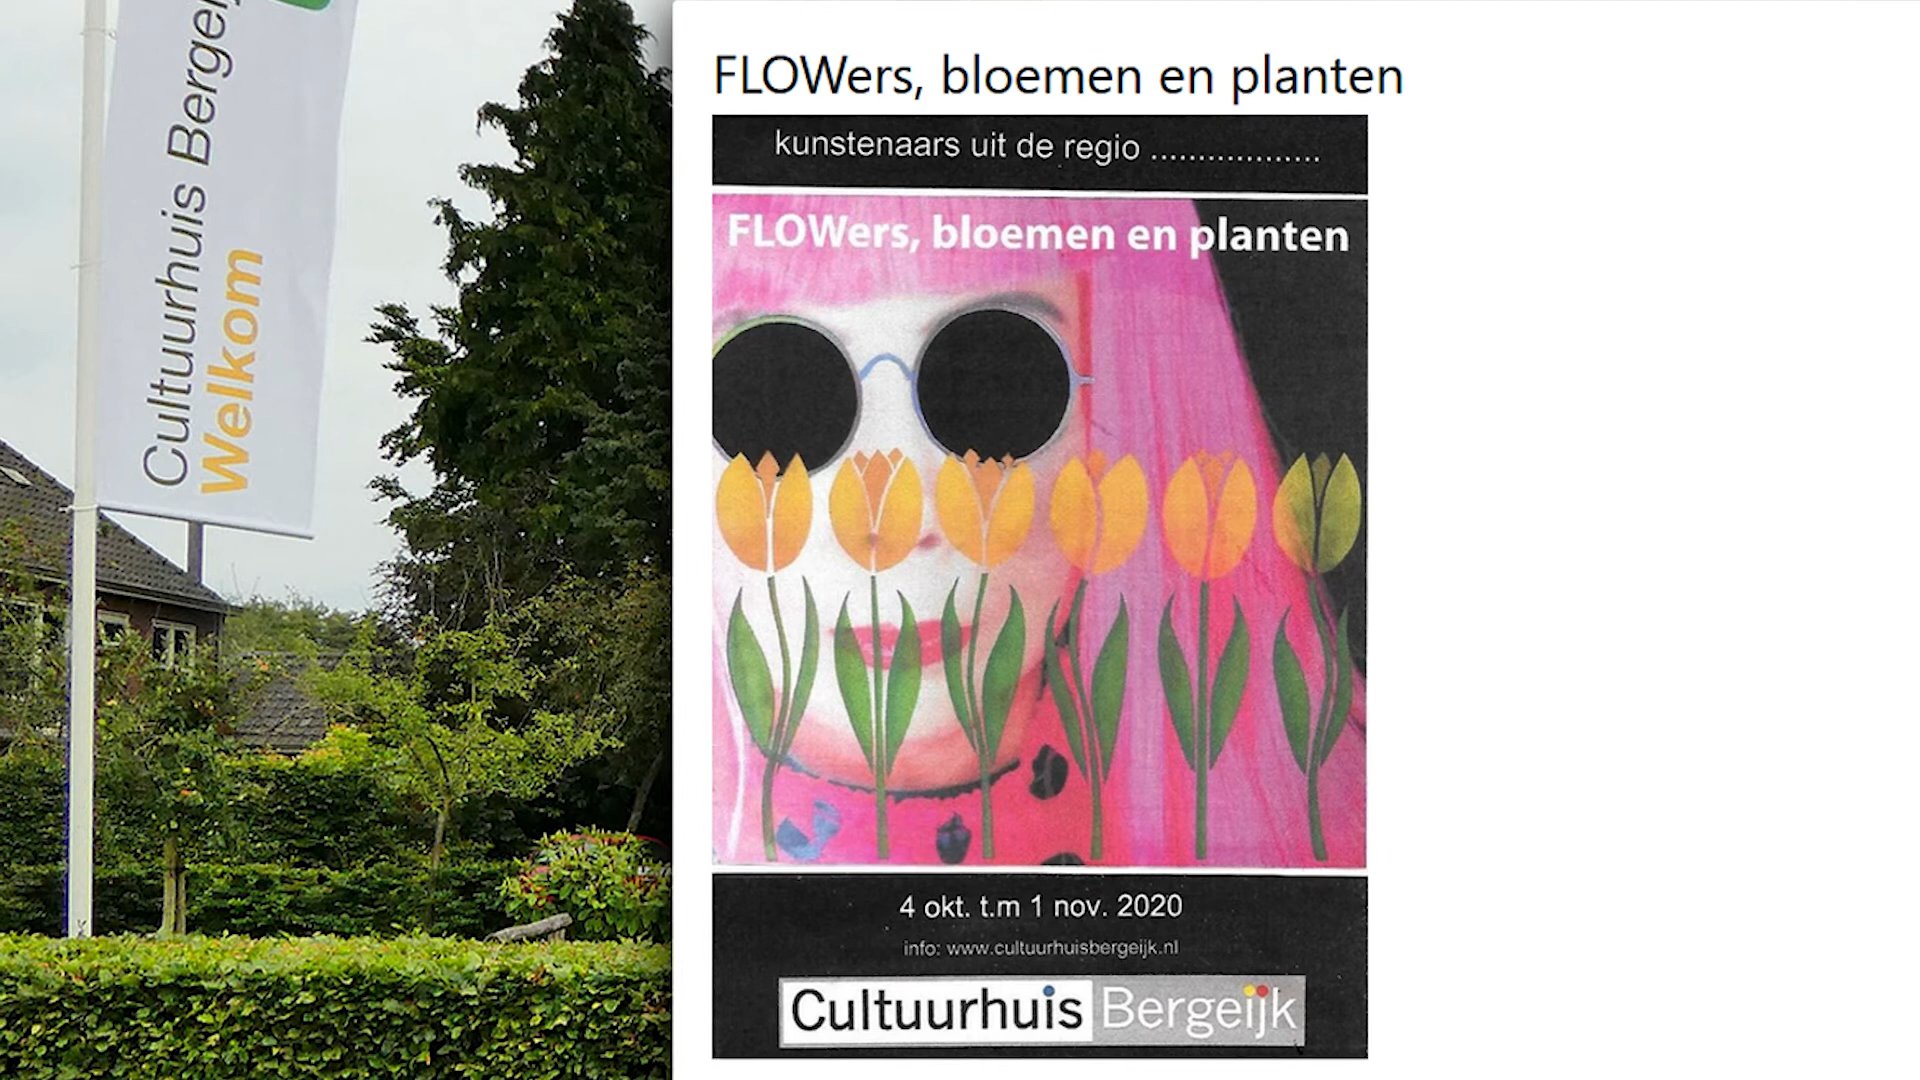 Cultuurhuis Bergeij
Welkom
FLOWers, bloemen en planten
kunstenaars uit de regio ..................
FLOWers, bloemen en planten
4 okt. t.m 1 nov. 2020
info: www.cultuurhuisbergeijk.nl
Cultuurhuis Bergeijk